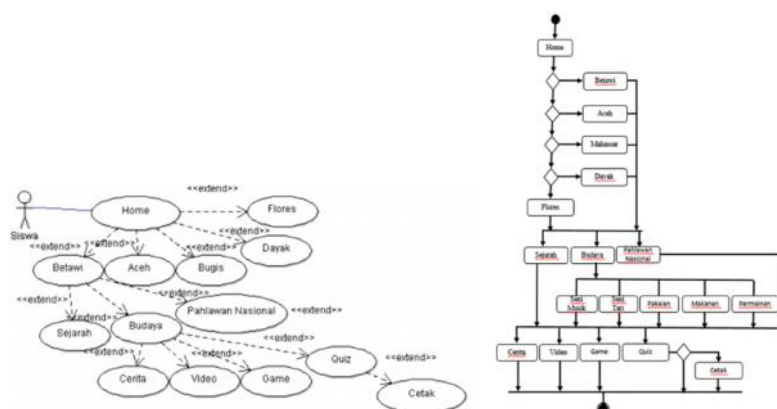 <<extend>>
Home
Flores
Siswa
<<extend>>
<<extend>>
<<extend>>
<<extend>>
Dayak
Betawi
Aceh
Bugis
<<extend>>
Pahlawan Nasional
<<extend>>
<<extend>>
Sejarah
<<extend>>
Budaya
<<extend>>
<<extend>>
<<extend>>
Quiz
<<extend>>
Cerita
Video
Game
Cetak
Home
Betawi
Aceh
Makassar
Dayak
Flores
Sejarah
Budaya
Pahlawan
Nasional
Seni
Musik
Seni
Tari
Pakaian
Makanan
Permainan
Cerita
Video
Game
Quiz
Cetak